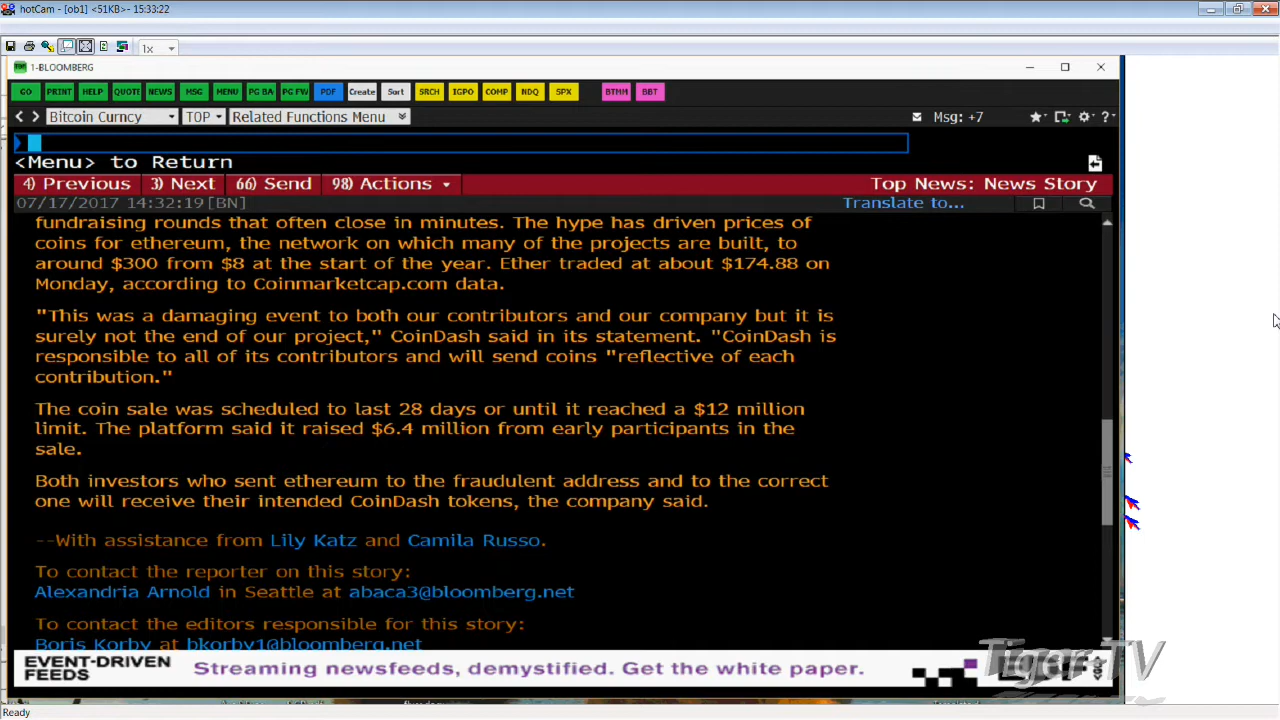 hotCam - [ob1] <51KB>- 15:33:22
1x
1-BLOOMBERG
GO PRINT HELP QUOTE NEWS MSG MENU PG BA PG FW PDF Create Sort SRCH IGPO COMP NDQ SPX BTMM BBT
Bitcoin Curncy TOP Related Functions Menu Msg: +7
<Menu> to Return
4) Previous 3) Next 66) Send 98) Actions Top News: News Story
07/17/2017 14:32:19 [BN] Translate to...
fundraising rounds that often close in minutes. The hype has driven prices of
coins for ethereum, the network on which many of the projects are built, to
around $300 from $8 at the start of the year. Ether traded at about $174.88 on
Monday, according to Coinmarketcap.com data.
"This was a damaging event to both our contributors and our company but it is
surely not the end of our project," CoinDash said in its statement. "CoinDash is
responsible to all of its contributors and will send coins "reflective of each
contribution."
The coin sale was scheduled to last 28 days or until it reached a $12 million
limit. The platform said it raised $6.4 million from early participants in the
sale.
Both investors who sent ethereum to the fraudulent address and to the correct
one will receive their intended CoinDash tokens, the company said.
--With assistance from Lily Katz and Camila Russo.
To contact the reporter on this story:
Alexandria Arnold in Seattle at abaca3@bloomberg.net
To contact the editors responsible for this story:
Boris Korby at bkorby1@bloomberg.net
EVENT-DRIVEN
FEEDS
Streaming newsfeeds, demystified. Get the white paper.
Tiger TV
Ready